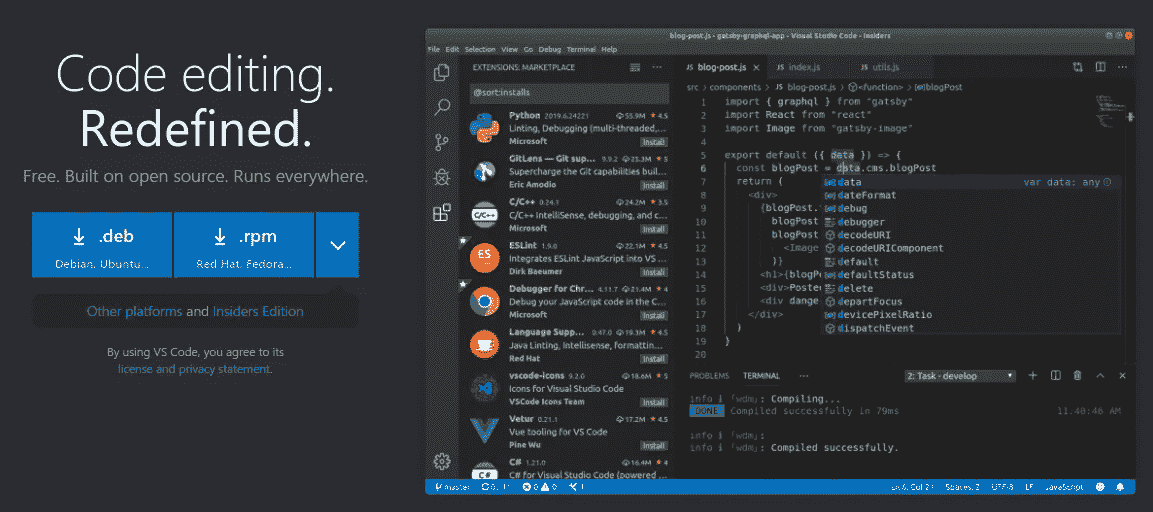 Code editing.
Redefined.
Free. Built on open source. Runs everywhere.
.deb
Debian, Ubuntu...
.rpm
Red Hat, Fedora...
Other platforms and Insiders Edition
By using VS Code, you agree to its
license and privacy statement.
blog-post.js - gatsby-graphql-app - Visual Studio Code - Insiders
File Edit Selection View Go Debug Terminal Help
EXTENSIONS: MARKETPLACE
@sort:installs
Python 2019.6.24221 55.9M 4.5
Linting, Debugging (multi-threaded,...
Microsoft Install
GitLens — Git sup... 9.9.2 23.3M 5
Supercharge the Git capabilities buil...
Eric Amodio Install
C/C++ 0.24.1 24.2M 3.5
C/C++ IntelliSense, debugging, and c...
Microsoft Install
ESLint 1.9.0 22.1M 4.5
Integrates ESLint JavaScript into VS ...
Dirk Baeumer Install
Debugger for Chr... 4.11.7 21.4M 4
Debug your JavaScript code in the C...
Microsoft Install
Language Supp... 0.47.0 19.3M 4.5
Java Linting, Intellisense, formattin...
Red Hat Install
vscode-icons 9.2.0 18.6M 5
Icons for Visual Studio Code
VSCode Icons Team Install
Vetur 0.21.1 17.2M 4.5
Vue tooling for VS Code
Pine Wu Install
C# 1.21.0 16.4M 4
C# for Visual Studio Code (powered ...
JS blog-post.js × JS index.js JS utils.js
src › components › JS blog-post.js › <function> › blogPost
1 import { graphql } from "gatsby"
2 import React from "react"
3 import Image from "gatsby-image"
4
5 export default ({ data }) => {
6 const blogPost = data.cms.blogPost
7 return (
8 <div>
9 {blogPost.
10 blogPost
11 blogPost
12 <Image
13 )}
14 <h1>{blogP
15 <div>Poste
16 <div dange
17 </div>
18 )
19 }
20
data var data: any
dateFormat
debug
debugger
decodeURI
decodeURIComponent
default
defaultStatus
delete
departFocus
devicePixelRatio
dispatchEvent
PROBLEMS TERMINAL ... 2: Task - develop
info i ｢wdm｣: Compiling...
DONE Compiled successfully in 79ms 11:40:46 AM
info i ｢wdm｣:
info i ｢wdm｣: Compiled successfully.
master 0 0 1 Spaces: 2 UTF-8 LF JavaScript